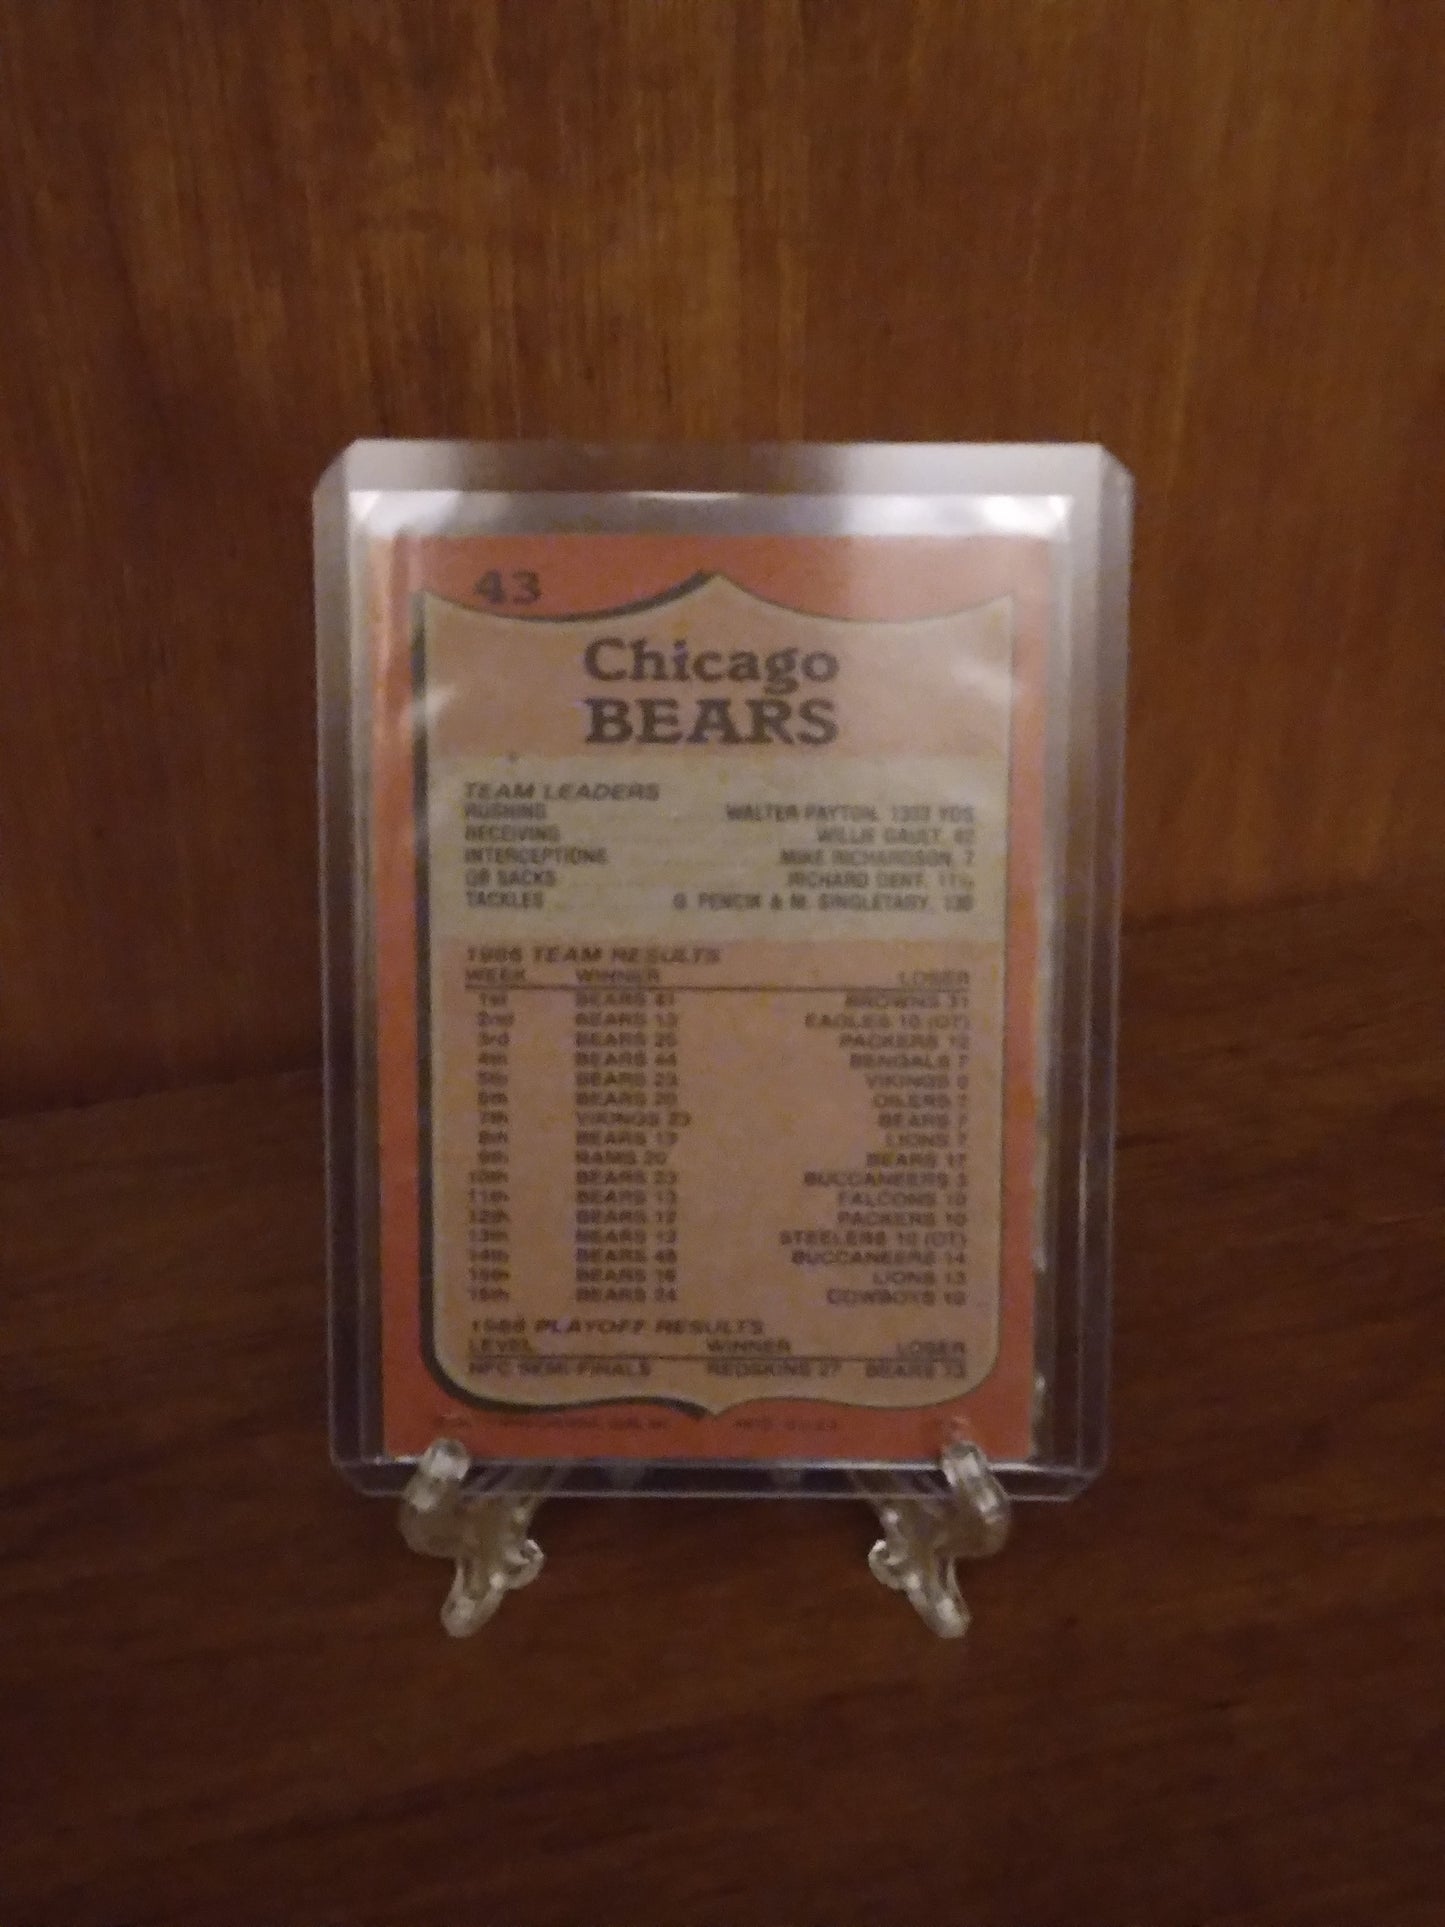 43
Chicago
BEARS
TEAM LEADERS
RUSHING WALTER PAYTON, 1333 YDS
RECEIVING WILLIE GAULT, 42
INTERCEPTIONS MIKE RICHARDSON, 7
QB SACKS RICHARD DENT, 11½
TACKLES G. FENCIK & M. SINGLETARY,
1986 TEAM RESULTS
WEEK WINNER LOSER
1st BEARS 41 BROWNS 31
2nd BEARS 13 EAGLES 10 (OT)
3rd BEARS 25 PACKERS 12
4th BEARS 44 BENGALS 7
5th BEARS 23 VIKINGS 0
6th BEARS 20 OILERS 7
7th VIKINGS 23 BEARS 7
8th BEARS 13 LIONS 7
9th RAMS 20 BEARS 17
10th BEARS 23 BUCCANEERS 3
11th BEARS 13 FALCONS 10
12th BEARS 12 PACKERS 10
13th BEARS 13 STEELERS 10 (OT)
14th BEARS 48 BUCCANEERS 14
15th BEARS 16 LIONS 13
16th BEARS 24 COWBOYS 10
1986 PLAYOFF RESULTS
LEVEL WINNER LOSER
NFC SEMI-FINALS REDSKINS 27 BEARS 13